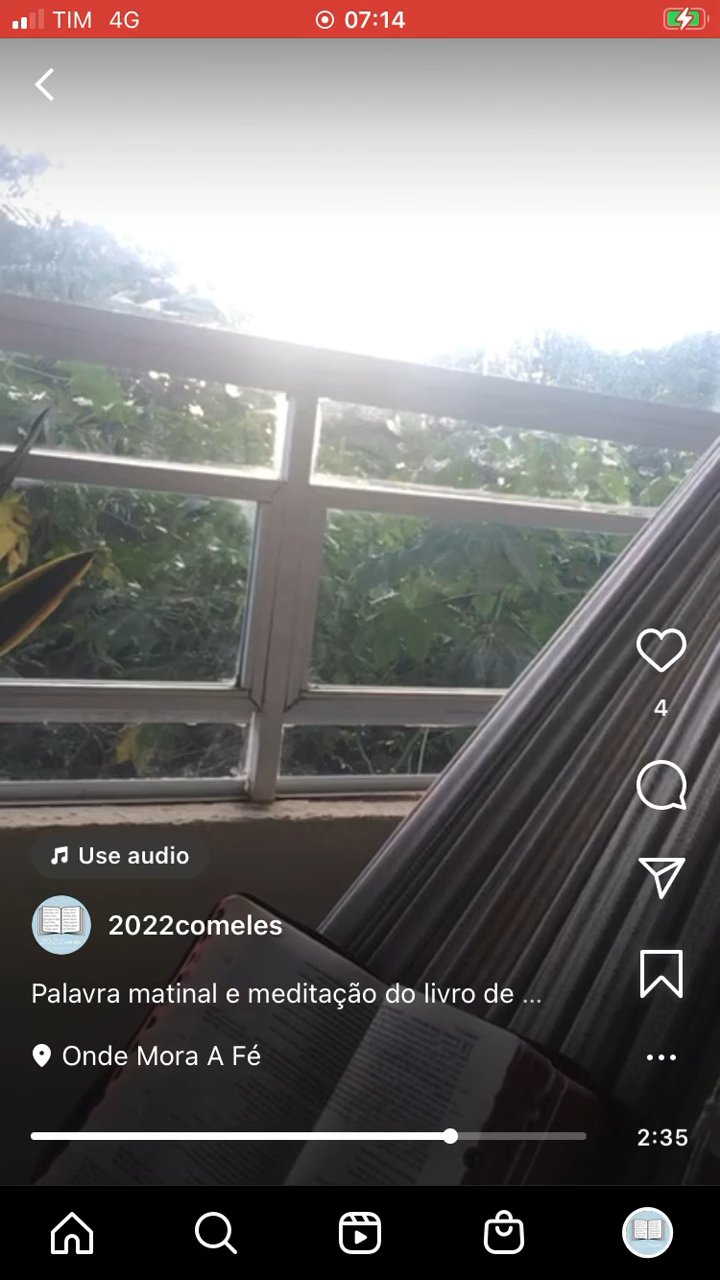 TIM 4G 07:14
Use audio
2022comeles
Palavra matinal e meditação do livro de ...
Onde Mora A Fé
2:35
4